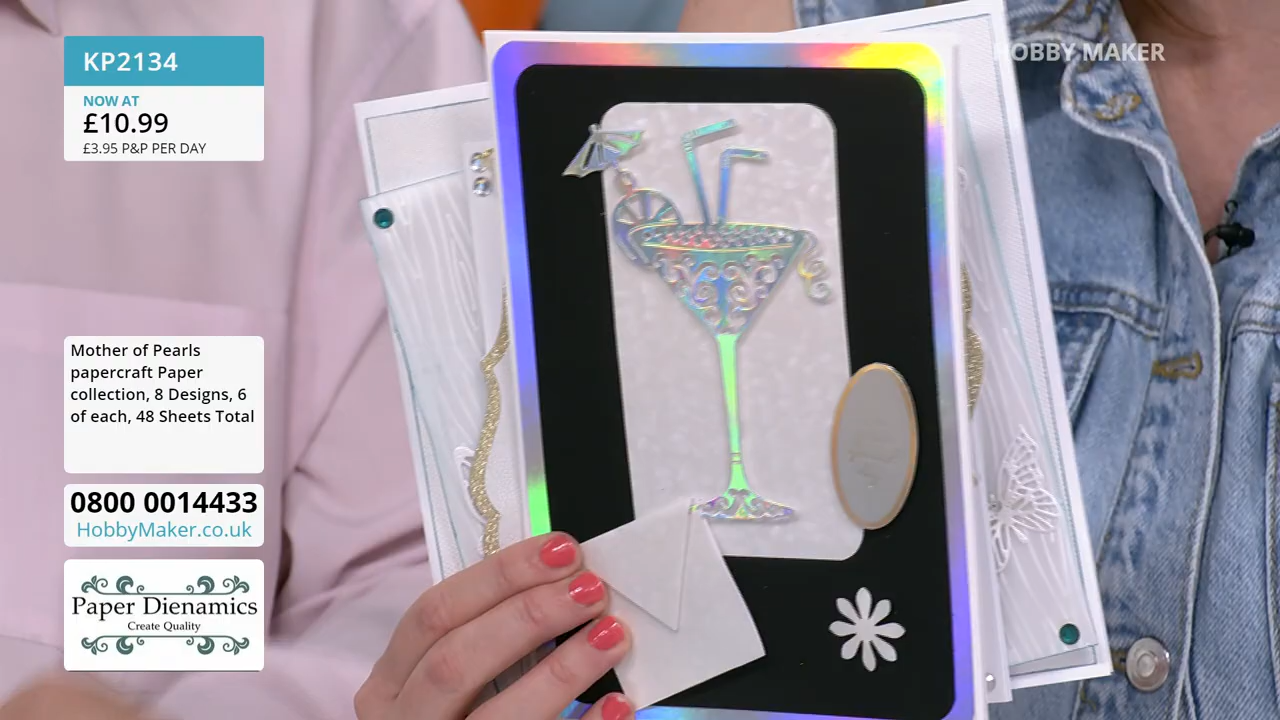 KP2134
NOW AT
£10.99
£3.95 P&P PER DAY
HOBBY MAKER
Mother of Pearls
papercraft Paper
collection, 8 Designs, 6
of each, 48 Sheets Total
0800 0014433
HobbyMaker.co.uk
Paper Dienamics
Create Quality